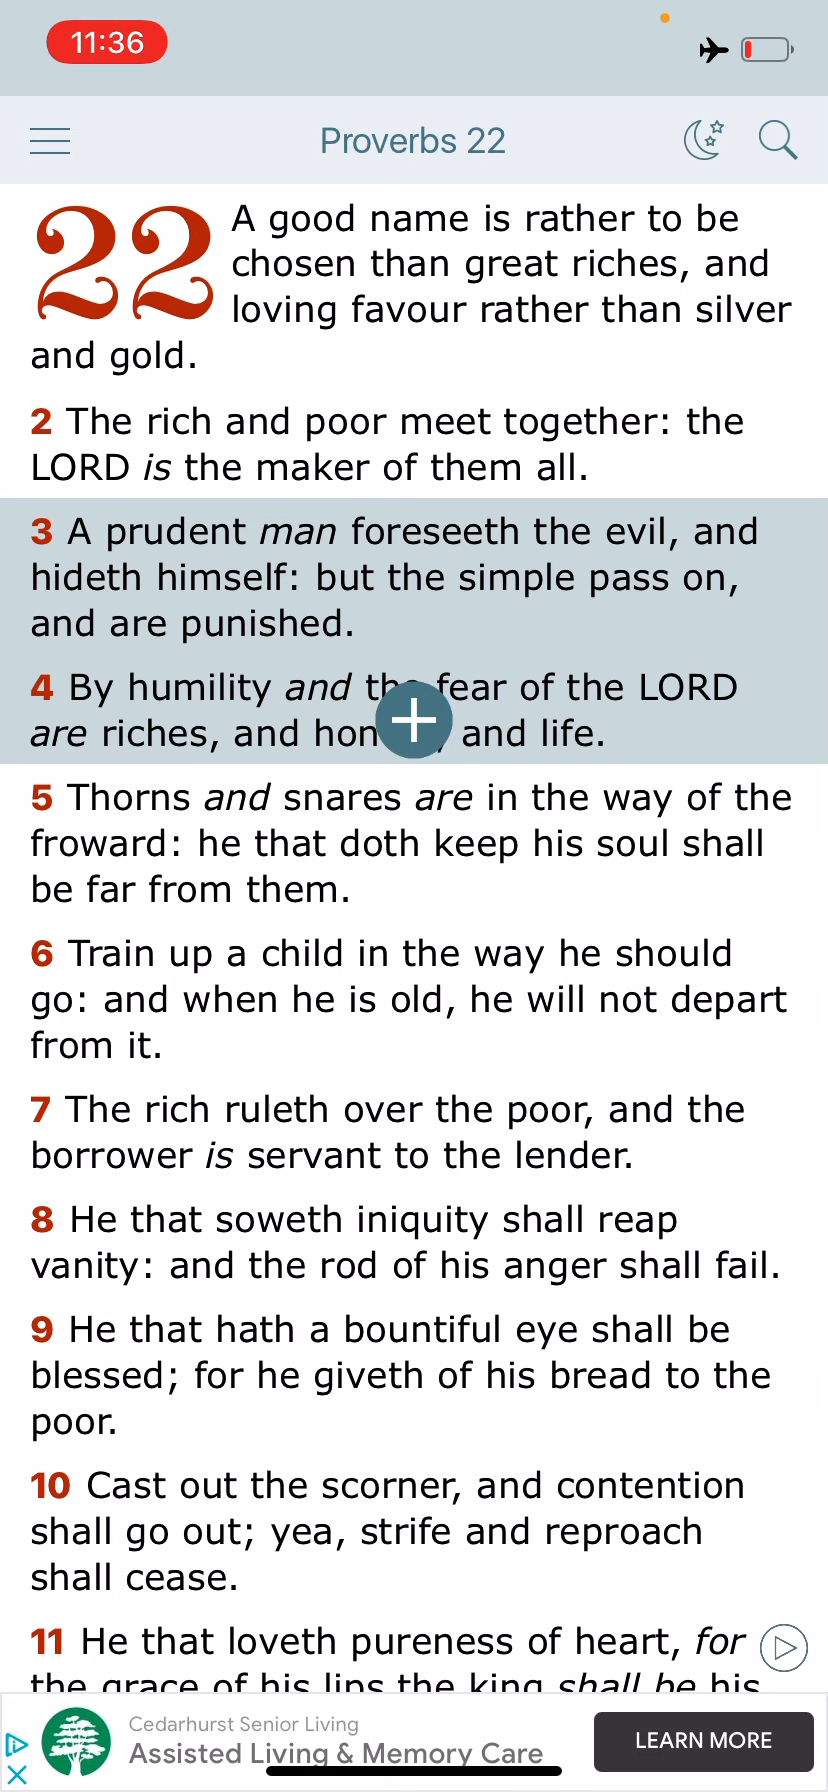 11:36
Proverbs 22
22 A good name is rather to be
chosen than great riches, and
loving favour rather than silver
and gold.
2 The rich and poor meet together: the
LORD is the maker of them all.
3 A prudent man foreseeth the evil, and
hideth himself: but the simple pass on,
and are punished.
4 By humility and the fear of the LORD
are riches, and hon , and life.
5 Thorns and snares are in the way of the
froward: he that doth keep his soul shall
be far from them.
6 Train up a child in the way he should
go: and when he is old, he will not depart
from it.
7 The rich ruleth over the poor, and the
borrower is servant to the lender.
8 He that soweth iniquity shall reap
vanity: and the rod of his anger shall fail.
9 He that hath a bountiful eye shall be
blessed; for he giveth of his bread to the
poor.
10 Cast out the scorner, and contention
shall go out; yea, strife and reproach
shall cease.
11 He that loveth pureness of heart, for
the grace of his lips the king shall be his
Cedarhurst Senior Living
Assisted Living & Memory Care
LEARN MORE